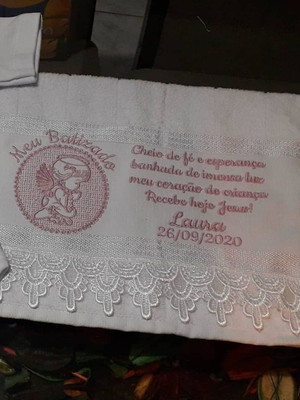 Meu Batizado
Cheio de fé e esperança
banhada de imensa luz
meu coração de criança
Recebe hoje Jesus!
Laura
26/09/2020